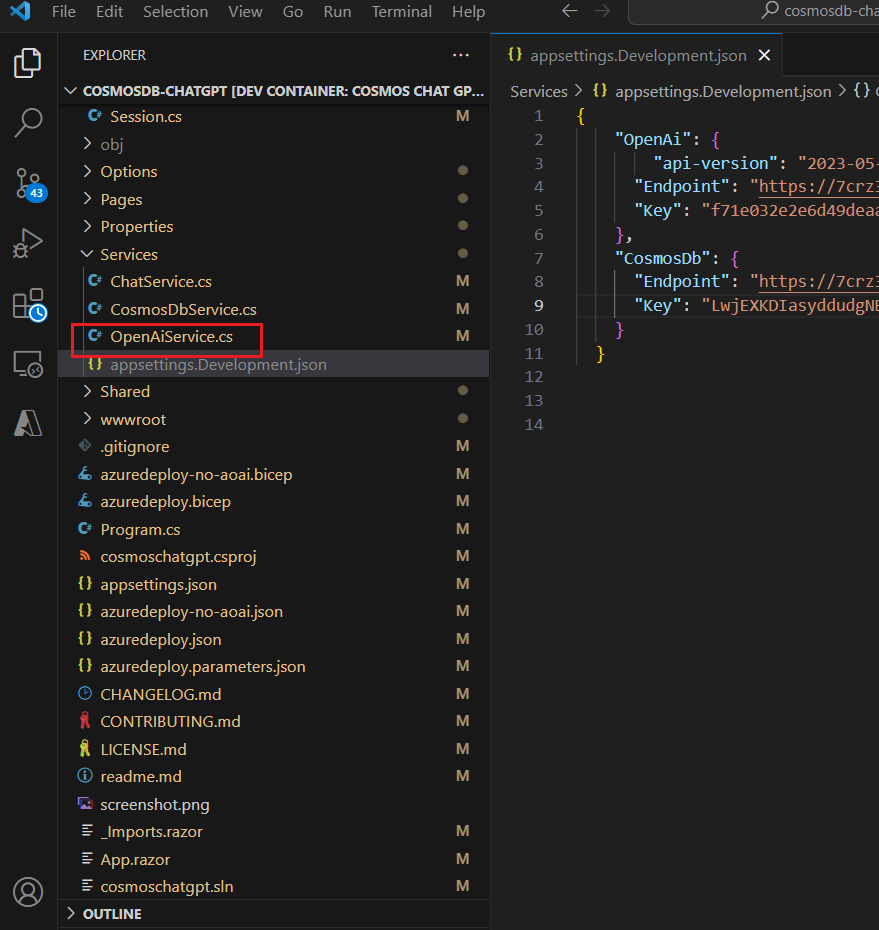 File Edit Selection View Go Run Terminal Help
cosmosdb-cha
EXPLORER
COSMOSDB-CHATGPT [DEV CONTAINER: COSMOS CHAT GP...
Session.cs M
obj
Options
Pages
Properties
Services
ChatService.cs M
CosmosDbService.cs M
OpenAiService.cs M
{} appsettings.Development.json
Shared
wwwroot
.gitignore M
azuredeploy-no-aoai.bicep M
azuredeploy.bicep M
Program.cs M
cosmoschatgpt.csproj M
{} appsettings.json M
{} azuredeploy-no-aoai.json M
{} azuredeploy.json M
{} azuredeploy.parameters.json M
CHANGELOG.md M
CONTRIBUTING.md M
LICENSE.md M
readme.md M
screenshot.png
_Imports.razor M
App.razor M
cosmoschatgpt.sln M
OUTLINE
43
{} appsettings.Development.json
Services > {} appsettings.Development.json > {}
1 {
2 "OpenAi": {
3 "api-version": "2023-05-
4 "Endpoint": "https://7crz3
5 "Key": "f71e032e2e6d49deaa
6 },
7 "CosmosDb": {
8 "Endpoint": "https://7crz3
9 "Key": "LwjEXKDIasyddudgNE
10 }
11 }
12
13
14